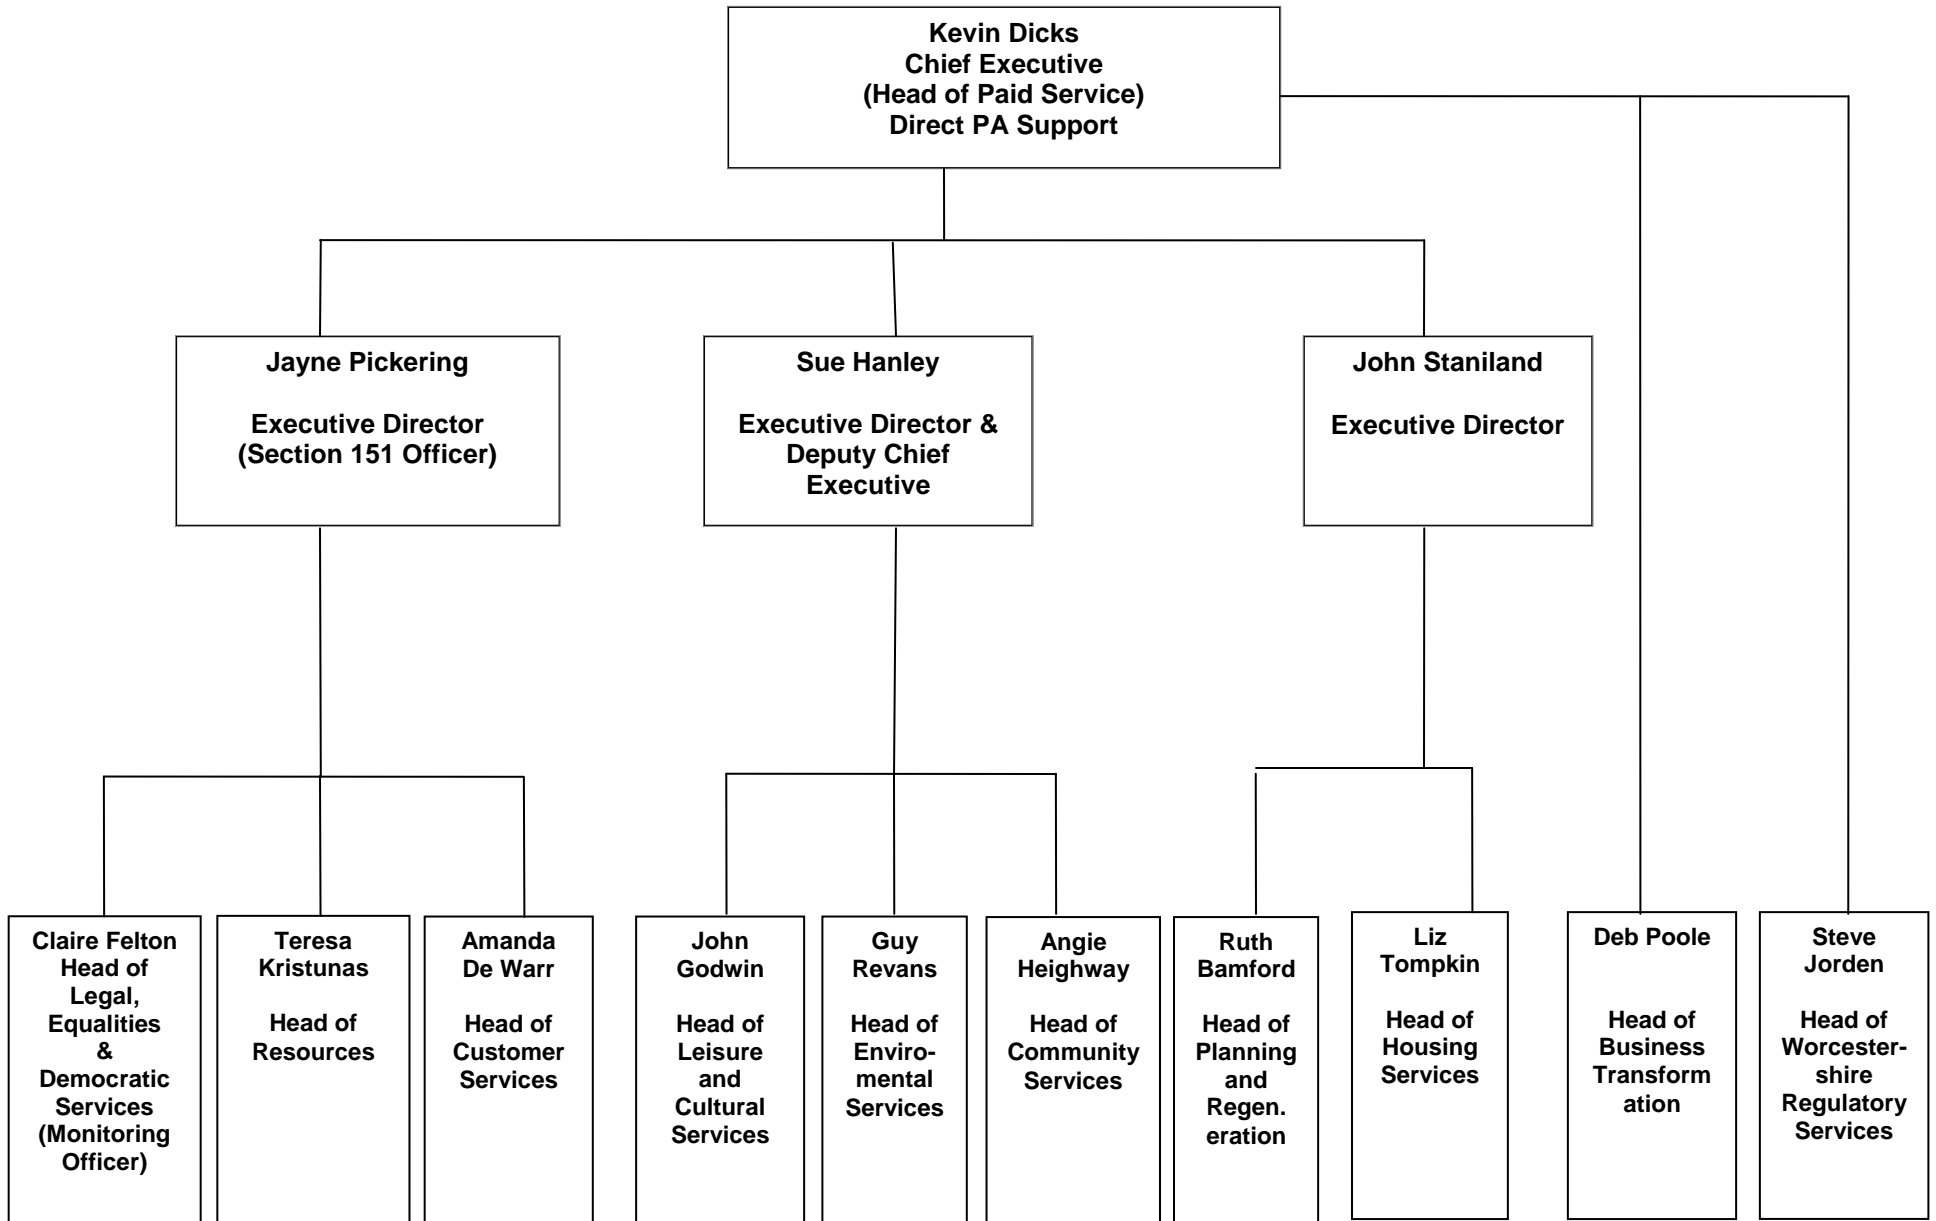 Kevin Dicks
Chief Executive
(Head of Paid Service)
Direct PA Support
Jayne Pickering
Executive Director
(Section 151 Officer)
Sue Hanley
Executive Director &
Deputy Chief
Executive
John Staniland
Executive Director
Claire Felton
Head of
Legal,
Equalities
&
Democratic
Services
(Monitoring
Officer)
Teresa
Kristunas
Head of
Resources
Amanda
De Warr
Head of
Customer
Services
John
Godwin
Head of
Leisure
and
Cultural
Services
Guy
Revans
Head of
Enviro-
mental
Services
Angie
Heighway
Head of
Community
Services
Ruth
Bamford
Head of
Planning
and
Regen.
eration
Liz
Tompkin
Head of
Housing
Services
Deb Poole
Head of
Business
Transform
ation
Steve
Jorden
Head of
Worcester-
shire
Regulatory
Services